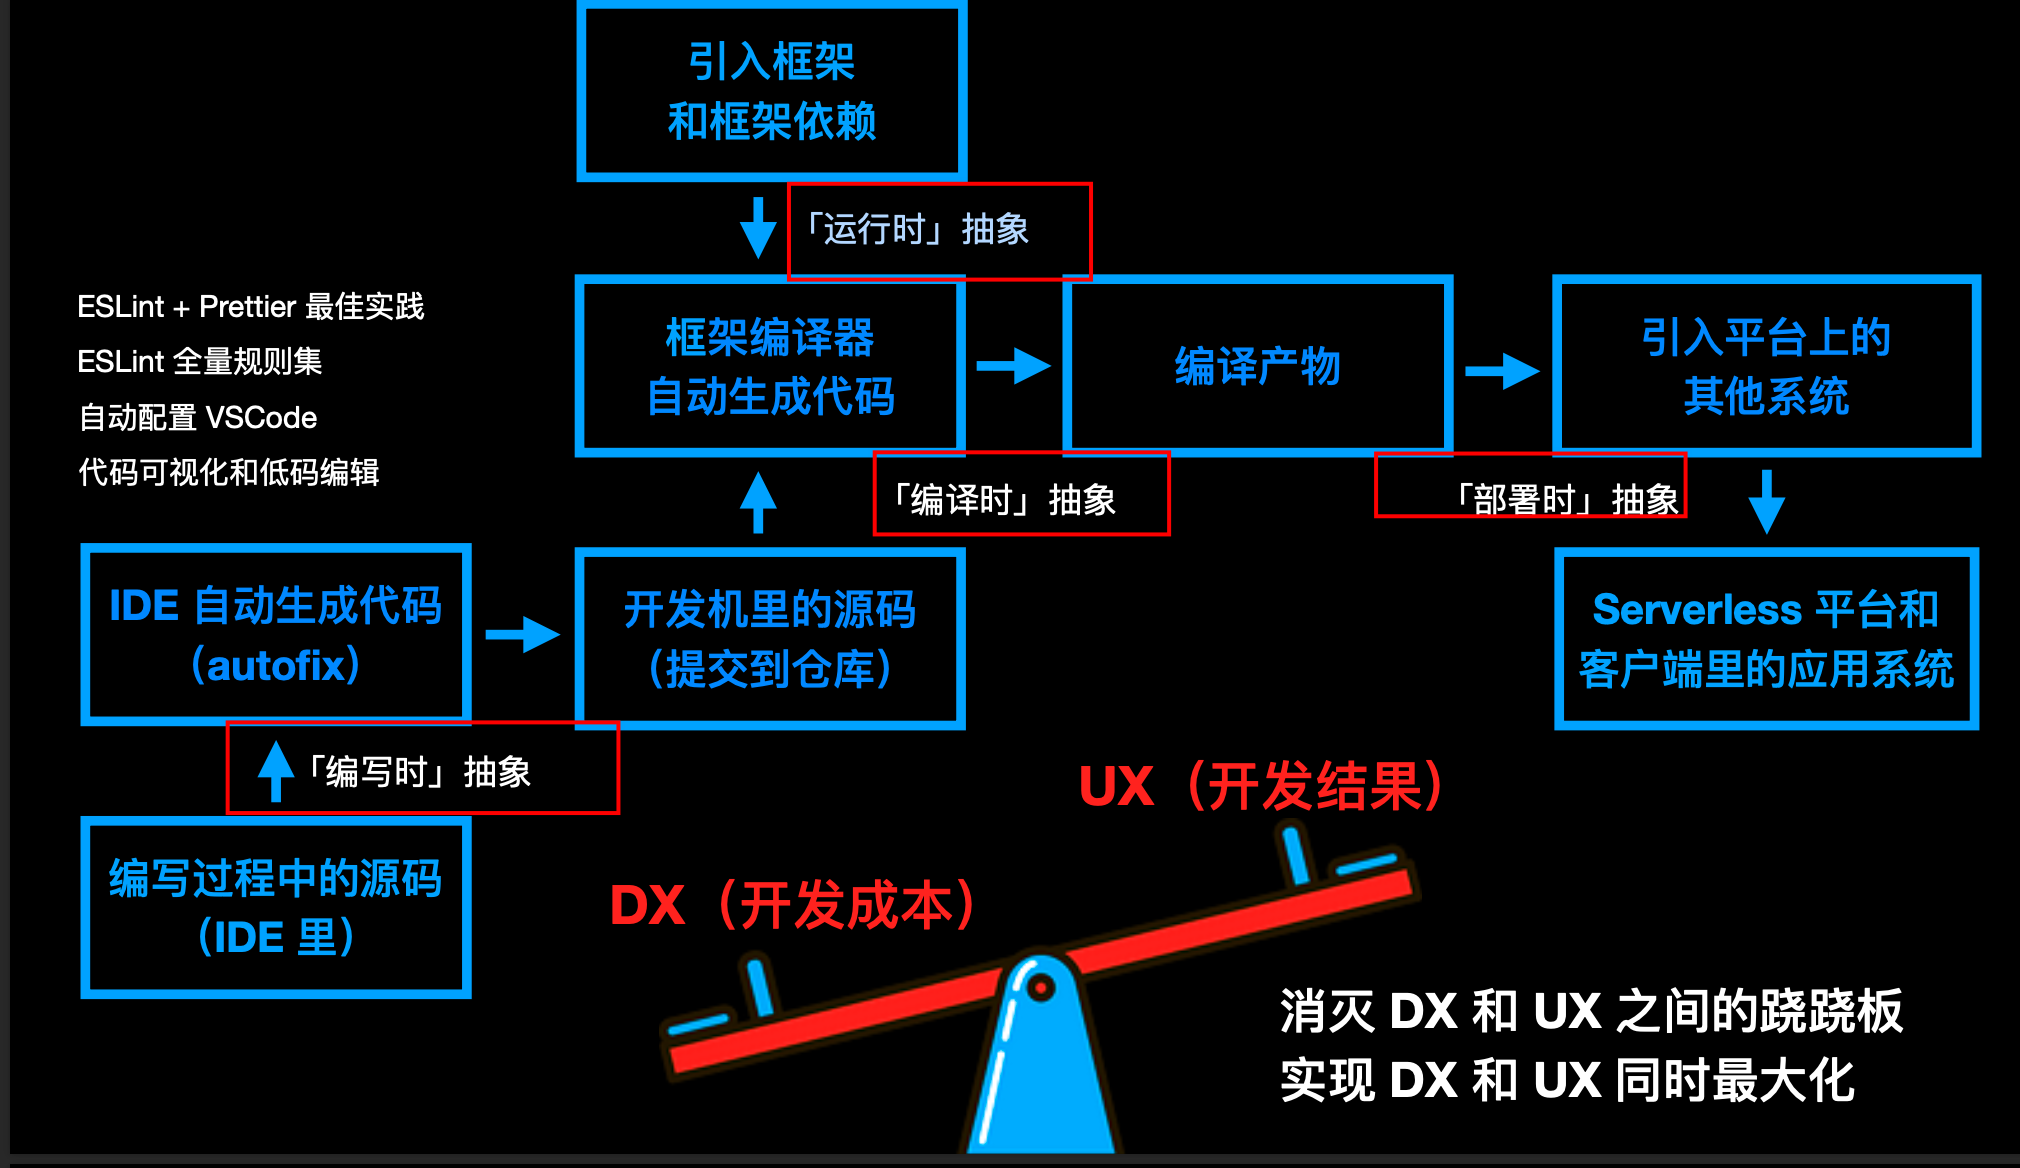 引入框架
和框架依赖
「运行时」抽象
ESLint + Prettier 最佳实践
ESLint 全量规则集
自动配置 VSCode
代码可视化和低码编辑
框架编译器
自动生成代码
编译产物
引入平台上的
其他系统
「编译时」抽象
「部署时」抽象
IDE 自动生成代码
（autofix）
开发机里的源码
（提交到仓库）
Serverless 平台和
客户端里的应用系统
「编写时」抽象
编写过程中的源码
（IDE 里）
UX（开发结果）
DX（开发成本）
消灭 DX 和 UX 之间的跷跷板
实现 DX 和 UX 同时最大化